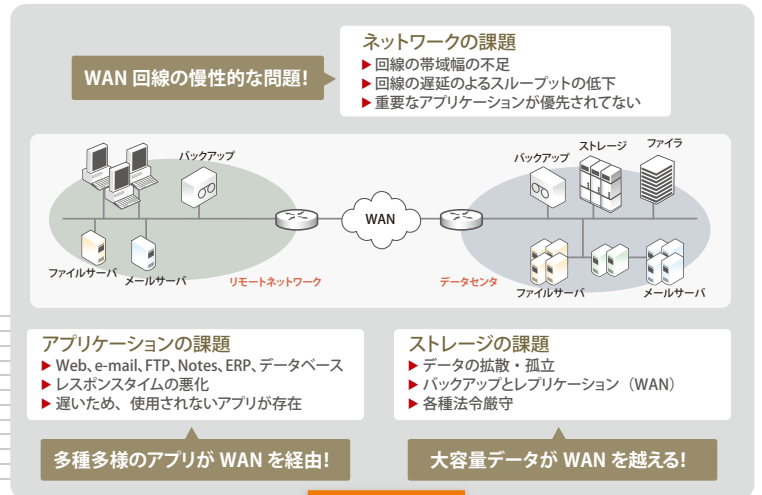 WAN 回線の慢性的な問題!
ネットワークの課題
▶ 回線の帯域幅の不足
▶ 回線の遅延のよるスループットの低下
▶ 重要なアプリケーションが優先されてない
バックアップ
バックアップ
ストレージ
ファイラ
WAN
ファイルサーバ
メールサーバ
リモートネットワーク
データセンタ
ファイルサーバ
メールサーバ
アプリケーションの課題
▶ Web、e-mail、FTP、Notes、ERP、データベース
▶ レスポンスタイムの悪化
▶ 遅いため、使用されないアプリが存在
ストレージの課題
▶ データの拡散・孤立
▶ バックアップとレプリケーション（WAN）
▶ 各種法令厳守
多種多様のアプリが WAN を経由!
大容量データが WAN を越える!